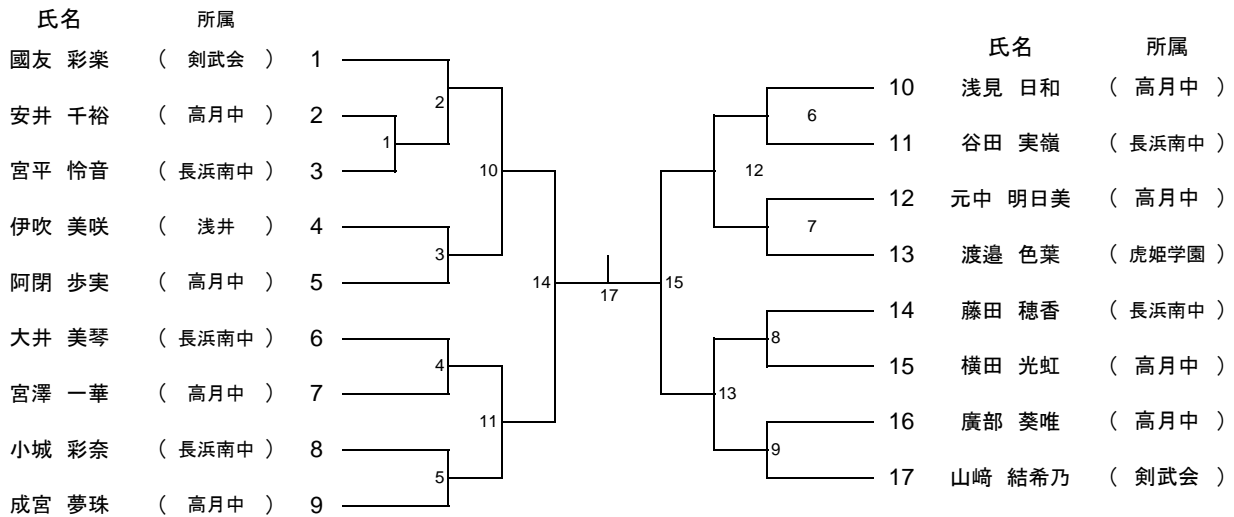 氏名 所属
國友 彩楽 （ 剣武会 ） 1
安井 千裕 （ 高月中 ） 2
宮平 怜音 （ 長浜南中 ） 3
伊吹 美咲 （ 浅井 ） 4
阿閉 歩実 （ 高月中 ） 5
大井 美琴 （ 長浜南中 ） 6
宮澤 一華 （ 高月中 ） 7
小城 彩奈 （ 長浜南中 ） 8
成宮 夢珠 （ 高月中 ） 9
2
1
10
3
14
4
11
5
17
15
6
12
7
8
13
9
氏名 所属
10 浅見 日和 （ 高月中 ）
11 谷田 実嶺 （ 長浜南中 ）
12 元中 明日美 （ 高月中 ）
13 渡邉 色葉 （ 虎姫学園 ）
14 藤田 穂香 （ 長浜南中 ）
15 横田 光虹 （ 高月中 ）
16 廣部 葵唯 （ 高月中 ）
17 山﨑 結希乃 （ 剣武会 ）